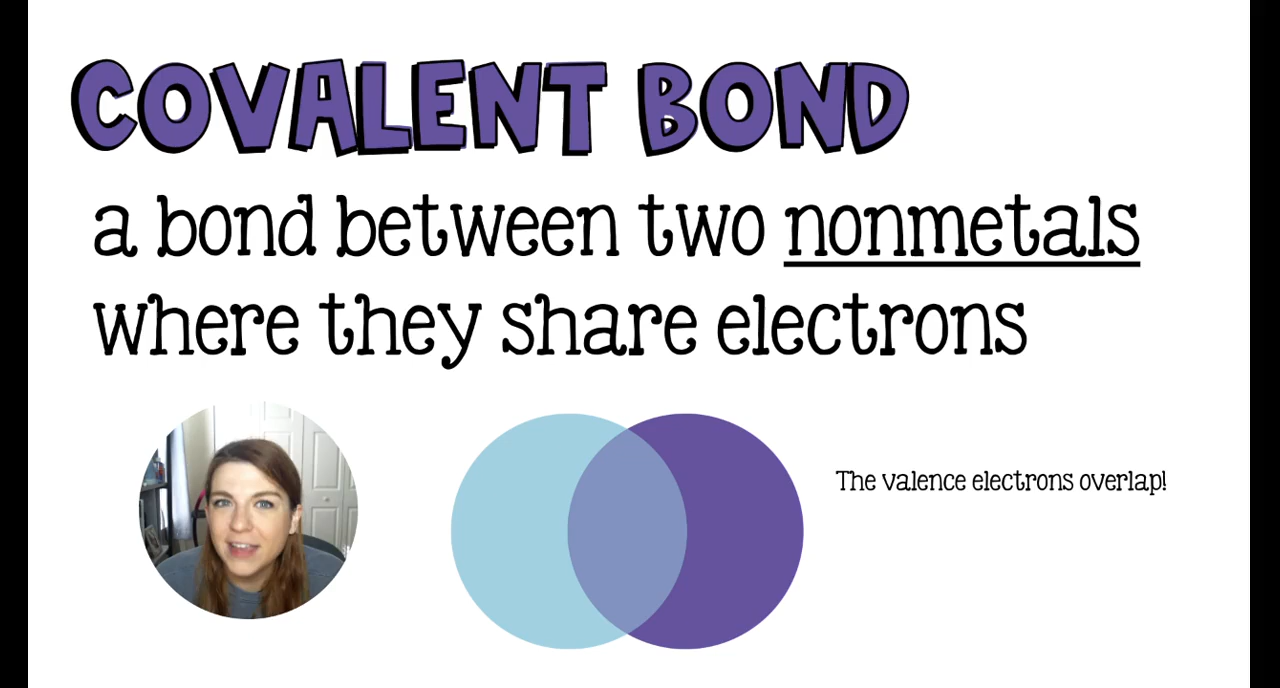 COVALENT BOND
a bond between two nonmetals
where they share electrons
The valence electrons overlap!